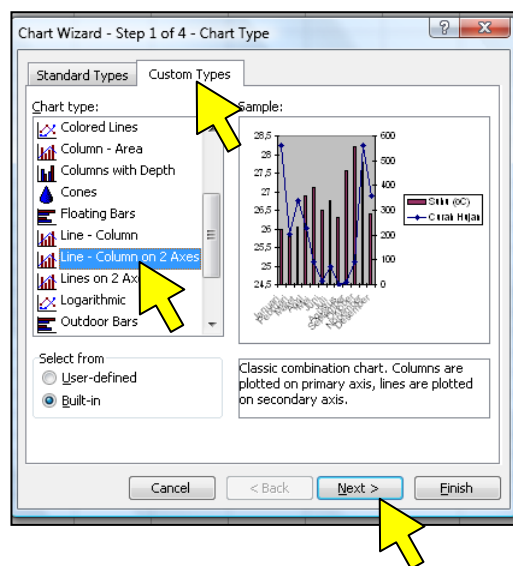 Chart Wizard - Step 1 of 4 - Chart Type
Standard Types
Custom Types
Chart type:
Colored Lines
Column - Area
Columns with Depth
Cones
Floating Bars
Line - Column
Line - Column on 2 Axes
Lines on 2 Ax
Logarithmic
Outdoor Bars
Select from
User-defined
Built-in
Sample:
28,5
28
27,5
27
26,5
26
25,5
25
24,5
600
500
400
300
200
100
0
Suhu (oC)
Curah Hujan
Classic combination chart. Columns are
plotted on primary axis, lines are plotted
on secondary axis.
Cancel
< Back
Next >
Finish